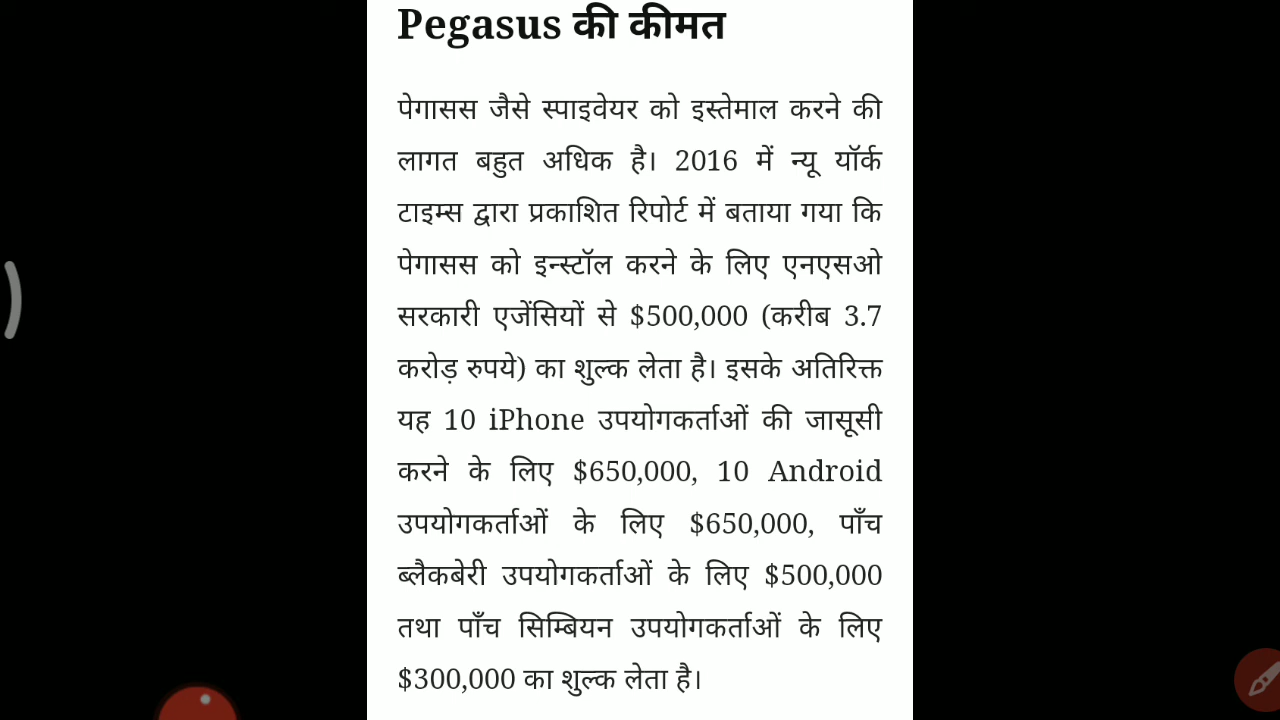 Pegasus की कीमत
पेगासस जैसे स्पाइवेयर को इस्तेमाल करने की
लागत बहुत अधिक है। 2016 में न्यू यॉर्क
टाइम्स द्वारा प्रकाशित रिपोर्ट में बताया गया कि
पेगासस को इन्स्टॉल करने के लिए एनएसओ
सरकारी एजेंसियों से $500,000 (करीब 3.7
करोड़ रुपये) का शुल्क लेता है। इसके अतिरिक्त
यह 10 iPhone उपयोगकर्ताओं की जासूसी
करने के लिए $650,000, 10 Android
उपयोगकर्ताओं के लिए $650,000, पाँच
ब्लैकबेरी उपयोगकर्ताओं के लिए $500,000
तथा पाँच सिम्बियन उपयोगकर्ताओं के लिए
$300,000 का शुल्क लेता है।